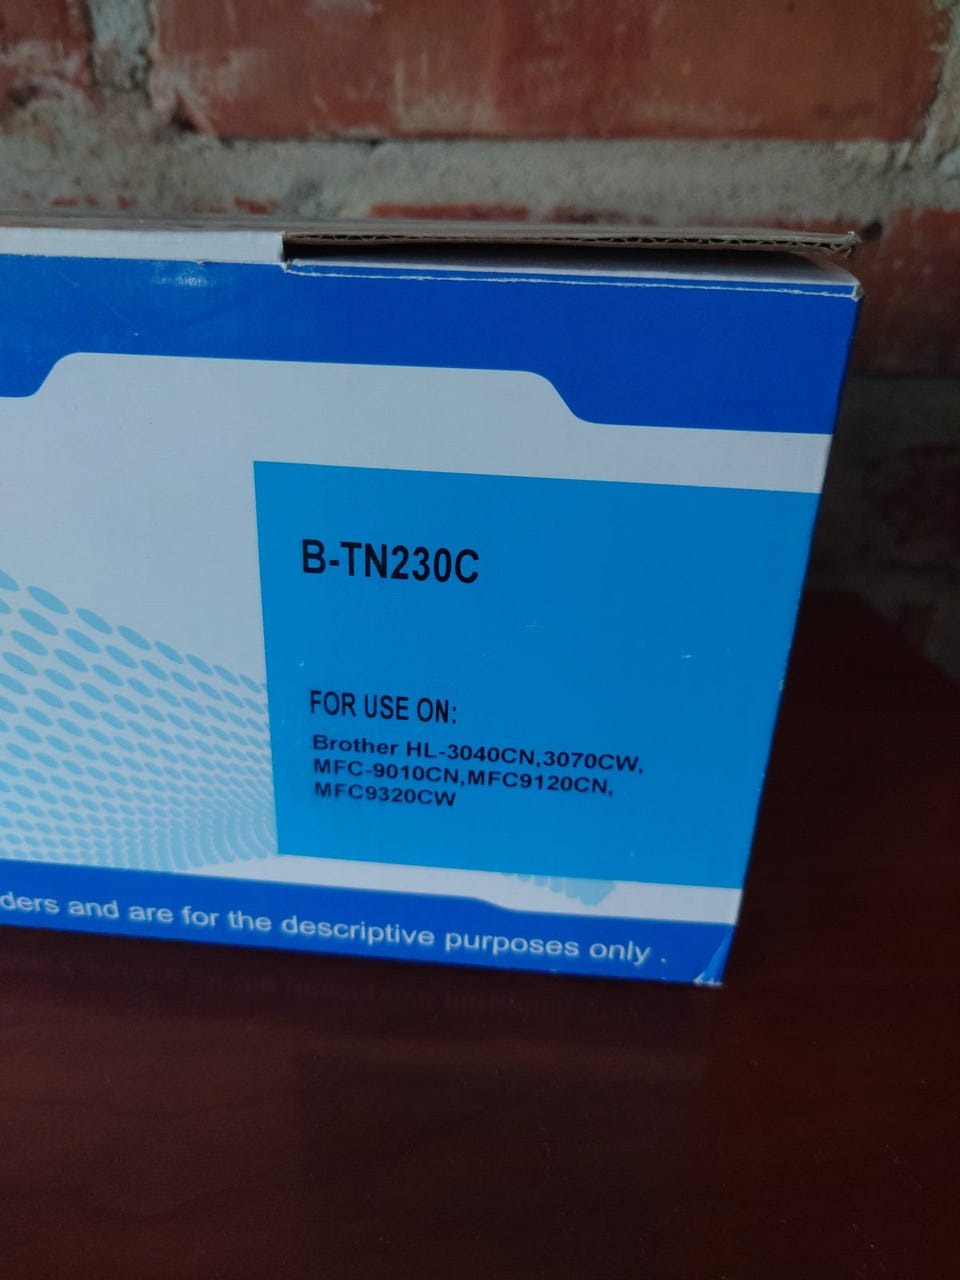 B-TN230C
FOR USE ON:
Brother HL-3040CN,3070CW,
MFC-9010CN,MFC9120CN,
MFC9320CW
ders and are for the descriptive purposes only .